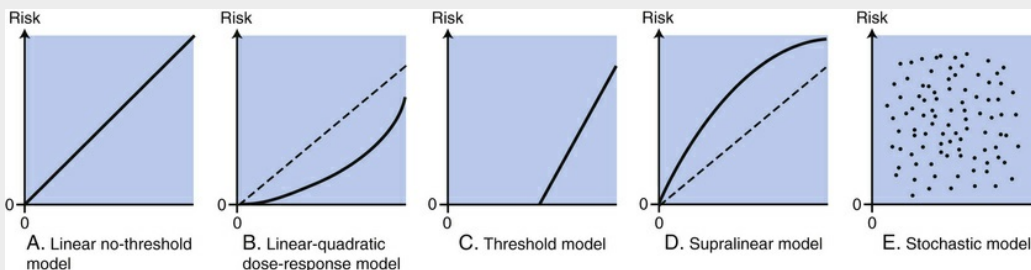 Risk
0
0
A. Linear no-threshold
model
Risk
0
0
B. Linear-quadratic
dose-response model
Risk
0
0
C. Threshold model
Risk
0
0
D. Supralinear model
Risk
0
0
E. Stochastic model